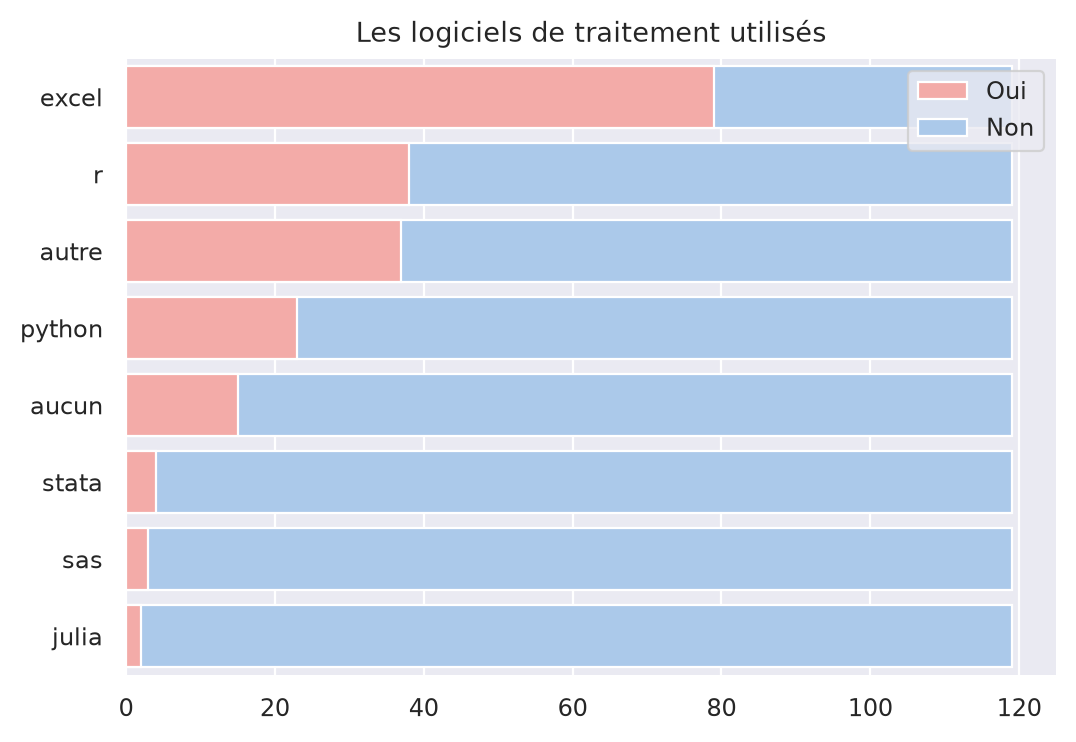 Les logiciels de traitement utilisés
excel
Oui
Non
r
autre
python
aucun
stata
sas
julia
0 20 40 60 80 100 120